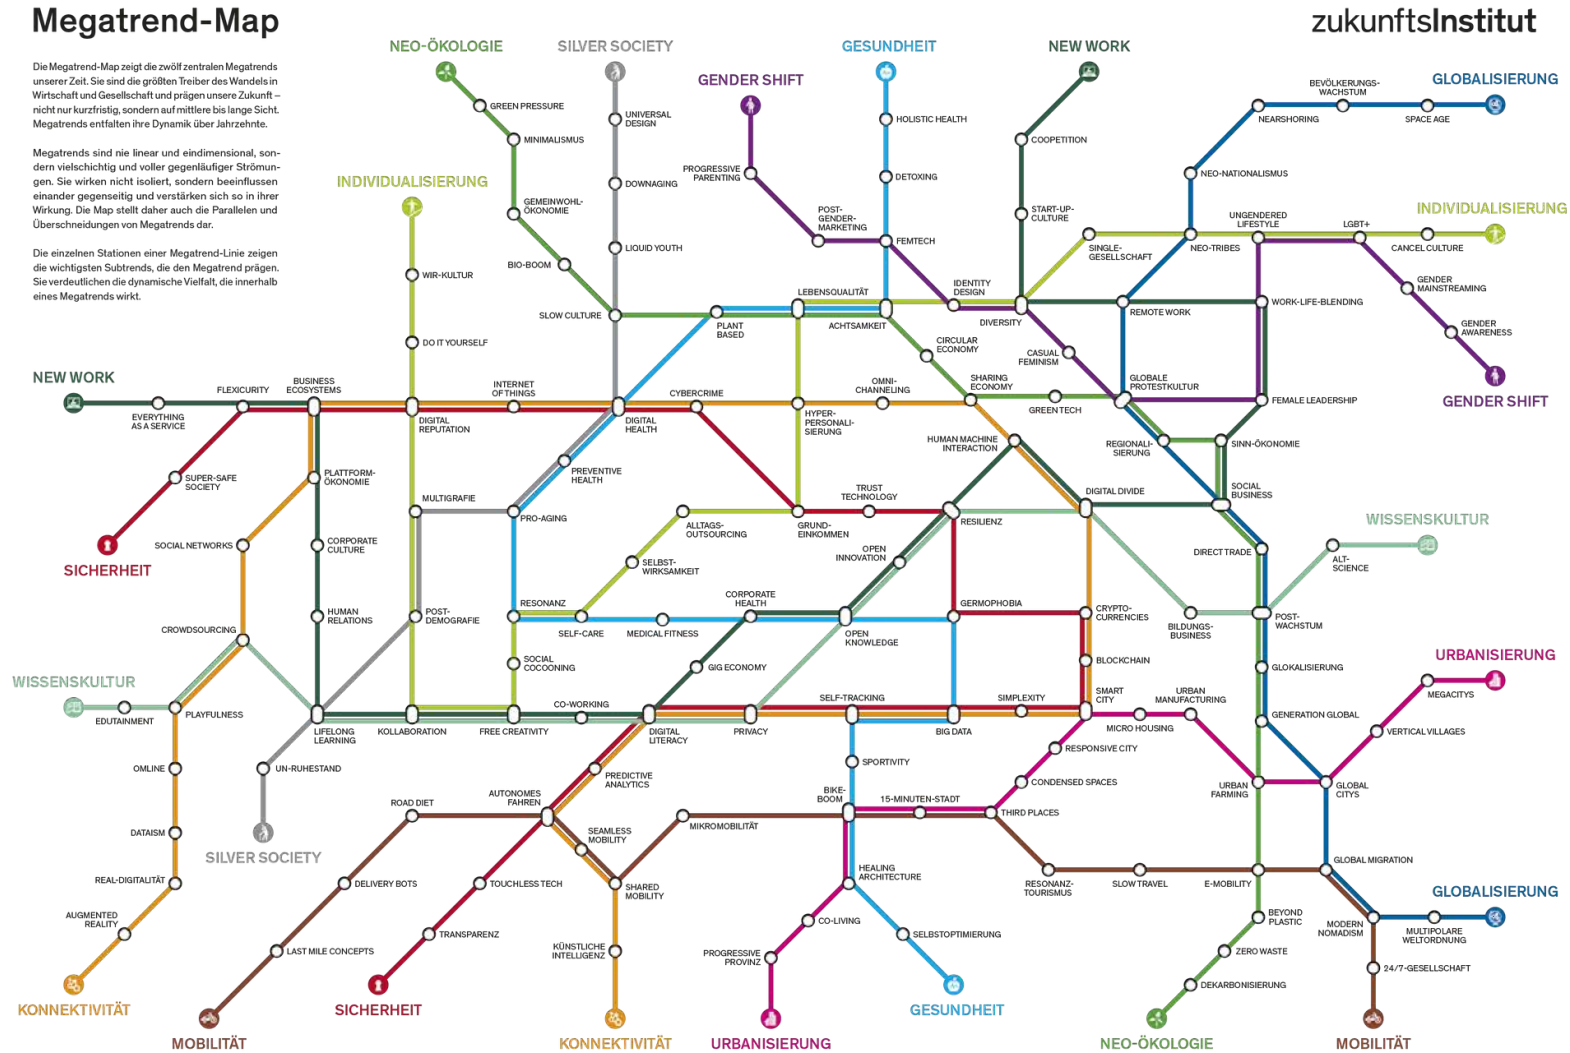 Megatrend-Map
zukunftsInstitut
Die Megatrend-Map zeigt die zwölf zentralen Megatrends
unserer Zeit. Sie sind die größten Treiber des Wandels in
Wirtschaft und Gesellschaft und prägen unsere Zukunft –
nicht nur kurzfristig, sondern auf mittlere bis lange Sicht.
Megatrends entfalten ihre Dynamik über Jahrzehnte.
Megatrends sind nie linear und eindimensional, son-
dern vielschichtig und voller gegenläufiger Strömun-
gen. Sie wirken nicht isoliert, sondern beeinflussen
einander gegenseitig und verstärken sich so in ihrer
Wirkung. Die Map stellt daher auch die Parallelen und
Überschneidungen von Megatrends dar.
Die einzelnen Stationen einer Megatrend-Linie zeigen
die wichtigsten Subtrends, die den Megatrend prägen.
Sie verdeutlichen die dynamische Vielfalt, die innerhalb
eines Megatrends wirkt.
NEO-ÖKOLOGIE
SILVER SOCIETY
GESUNDHEIT
NEW WORK
GENDER SHIFT
GLOBALISIERUNG
BEVÖLKERUNGS-
WACHSTUM
GREEN PRESSURE
UNIVERSAL
DESIGN
HOLISTIC HEALTH
NEARSHORING
SPACE AGE
MINIMALISMUS
COOPETITION
PROGRESSIVE
PARENTING
DOWNAGING
DETOXING
NEO-NATIONALISMUS
INDIVIDUALISIERUNG
GEMEINWOHL-
ÖKONOMIE
POST-
GENDER-
MARKETING
START-UP-
CULTURE
UNGENDERED
LIFESTYLE
LGBT+
INDIVIDUALISIERUNG
LIQUID YOUTH
FEMTECH
SINGLE-
GESELLSCHAFT
NEO-TRIBES
CANCEL CULTURE
BIO-BOOM
WIR-KULTUR
IDENTITY
DESIGN
GENDER
MAINSTREAMING
LEBENSQUALITÄT
SLOW CULTURE
PLANT
BASED
ACHTSAMKEIT
DIVERSITY
REMOTE WORK
WORK-LIFE-BLENDING
GENDER
AWARENESS
DO IT YOURSELF
CIRCULAR
ECONOMY
CASUAL
FEMINISM
NEW WORK
FLEXICURITY
BUSINESS
ECOSYSTEMS
INTERNET
OF THINGS
CYBERCRIME
OMNI-
CHANNELING
SHARING
ECONOMY
GLOBALE
PROTESTKULTUR
GENDER SHIFT
EVERYTHING
AS A SERVICE
DIGITAL
REPUTATION
DIGITAL
HEALTH
HYPER-
PERSONALI-
SIERUNG
GREEN TECH
FEMALE LEADERSHIP
HUMAN MACHINE
INTERACTION
REGIONALI-
SIERUNG
SINN-ÖKONOMIE
SUPER-SAFE
SOCIETY
PLATTFORM-
ÖKONOMIE
PREVENTIVE
HEALTH
MULTIGRAFIE
TRUST
TECHNOLOGY
DIGITAL DIVIDE
SOCIAL
BUSINESS
PRO-AGING
ALLTAGS-
OUTSOURCING
GRUND-
EINKOMMEN
RESILIENZ
WISSENSKULTUR
SOCIAL NETWORKS
CORPORATE
CULTURE
SELBST-
WIRKSAMKEIT
OPEN
INNOVATION
DIRECT TRADE
ALT-
SCIENCE
SICHERHEIT
HUMAN
RELATIONS
POST-
DEMOGRAFIE
RESONANZ
CORPORATE
HEALTH
GERMOPHOBIA
CRYPTO-
CURRENCIES
BILDUNGS-
BUSINESS
POST-
WACHSTUM
CROWDSOURCING
SELF-CARE
MEDICAL FITNESS
OPEN
KNOWLEDGE
SOCIAL
COCOONING
GIG ECONOMY
BLOCKCHAIN
GLOKALISIERUNG
URBANISIERUNG
WISSENSKULTUR
EDUTAINMENT
PLAYFULNESS
CO-WORKING
SELF-TRACKING
SIMPLEXITY
SMART
CITY
URBAN
MANUFACTURING
MEGACITYS
LIFELONG
LEARNING
KOLLABORATION
FREE CREATIVITY
DIGITAL
LITERACY
PRIVACY
BIG DATA
MICRO HOUSING
GENERATION GLOBAL
VERTICAL VILLAGES
OMLINE
UN-RUHESTAND
PREDICTIVE
ANALYTICS
SPORTIVITY
RESPONSIVE CITY
CONDENSED SPACES
URBAN
FARMING
GLOBAL
CITYS
ROAD DIET
AUTONOMES
FAHREN
BIKE-
BOOM
15-MINUTEN-STADT
THIRD PLACES
DATAISM
SEAMLESS
MOBILITY
MIKROMOBILITÄT
SILVER SOCIETY
REAL-DIGITALITÄT
DELIVERY BOTS
TOUCHLESS TECH
SHARED
MOBILITY
HEALING
ARCHITECTURE
RESONANZ-
TOURISMUS
SLOW TRAVEL
E-MOBILITY
GLOBAL MIGRATION
GLOBALISIERUNG
AUGMENTED
REALITY
TRANSPARENZ
CO-LIVING
SELBSTOPTIMIERUNG
BEYOND
PLASTIC
MODERN
NOMADISM
MULTIPOLARE
WELTORDNUNG
LAST MILE CONCEPTS
KÜNSTLICHE
INTELLIGENZ
PROGRESSIVE
PROVINZ
ZERO WASTE
24/7-GESELLSCHAFT
KONNEKTIVITÄT
SICHERHEIT
GESUNDHEIT
DEKARBONISIERUNG
MOBILITÄT
KONNEKTIVITÄT
URBANISIERUNG
NEO-ÖKOLOGIE
MOBILITÄT